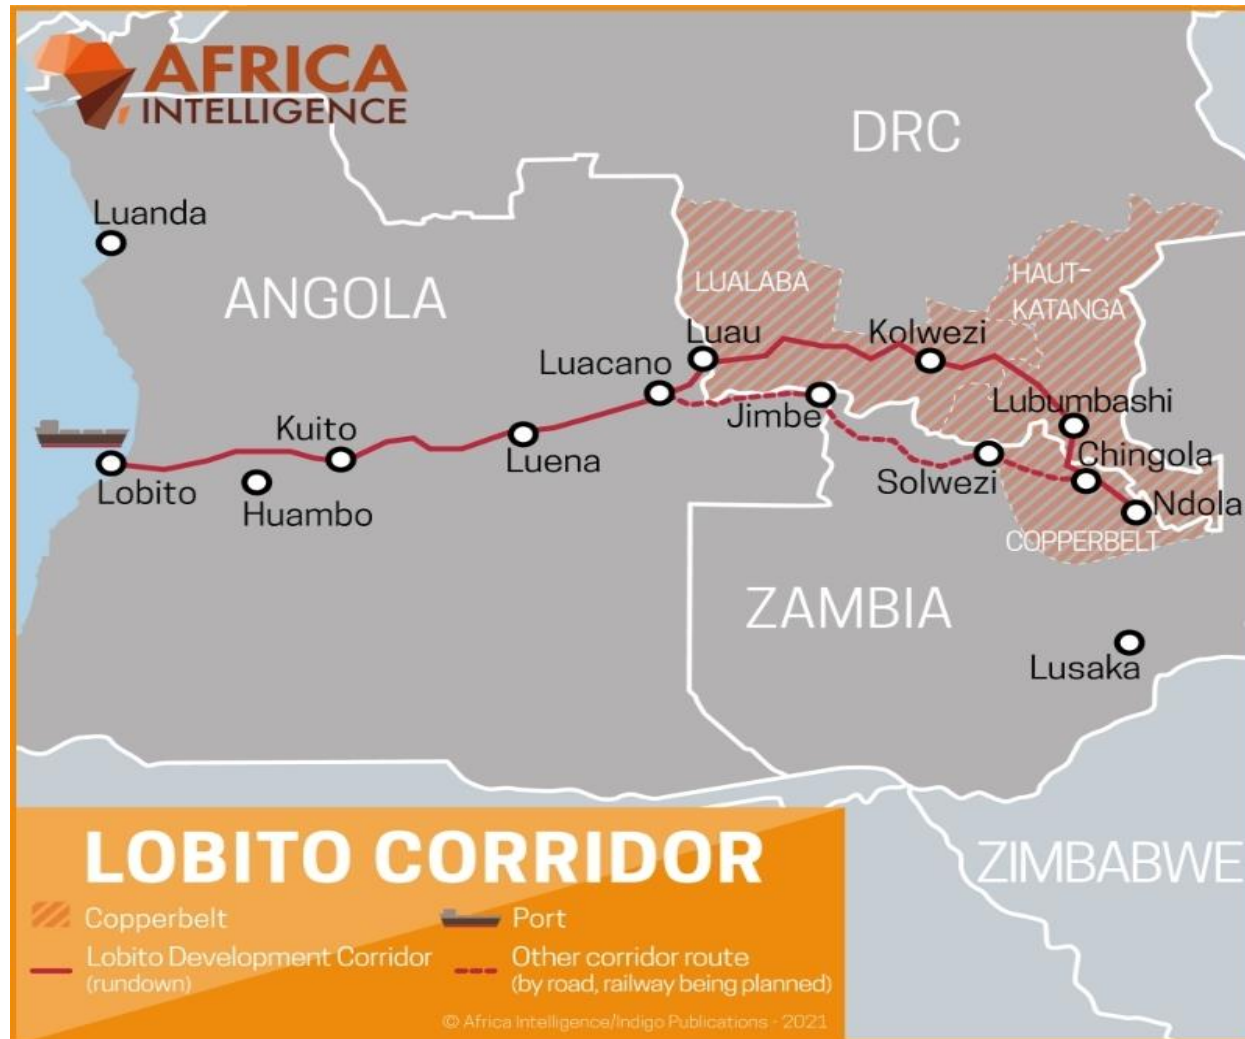 AFRICA
INTELLIGENCE
DRC
Luanda
ANGOLA
LUALABA
HAUT-
KATANGA
Luau
Kolwezi
Luacano
Jimbe
Lubumbashi
Kuito
Luena
Chingola
Solwezi
Lobito
Huambo
Ndola
COPPERBELT
ZAMBIA
Lusaka
ZIMBABWE
LOBITO CORRIDOR
Copperbelt
Port
Lobito Development Corridor
(rundown)
Other corridor route
(by road, railway being planned)
© Africa Intelligence/Indigo Publications - 2021